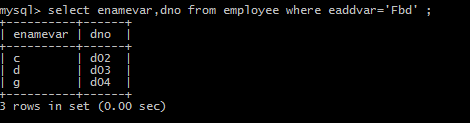 mysql> select enamevar,dno from employee where eaddvar='Fbd' ;
+----------+------+
| enamevar | dno  |
+----------+------+
| c        | d02  |
| d        | d03  |
| g        | d04  |
+----------+------+
3 rows in set (0.00 sec)